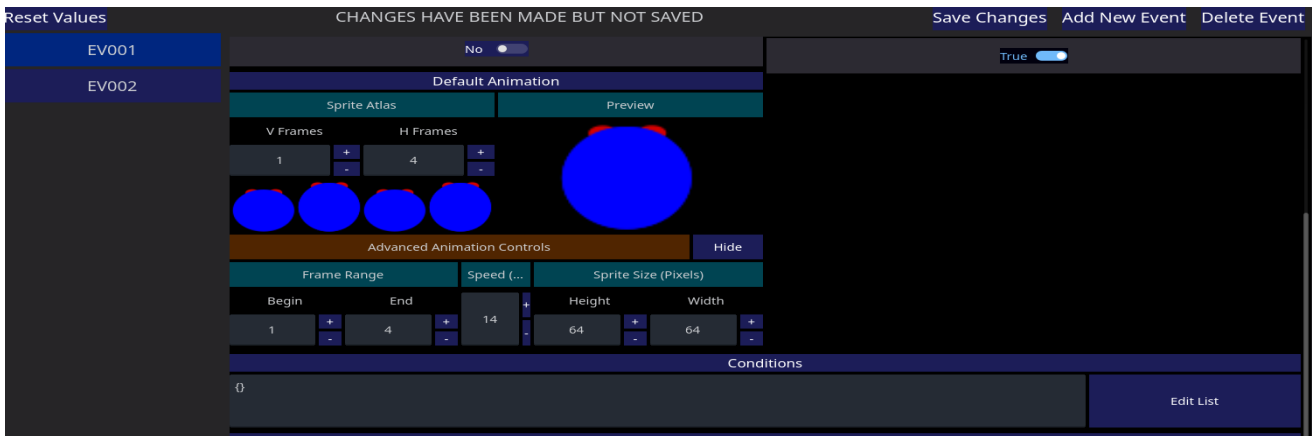 Reset Values
CHANGES HAVE BEEN MADE BUT NOT SAVED
Save Changes
Add New Event
Delete Event
EV001
EV002
No
True
Default Animation
Sprite Atlas
Preview
V Frames
H Frames
1
+
-
4
+
-
Advanced Animation Controls
Hide
Frame Range
Speed (...
Sprite Size (Pixels)
Begin
End
Height
Width
1
+
-
4
+
-
14
+
-
64
+
-
64
+
-
Conditions
{}
Edit List